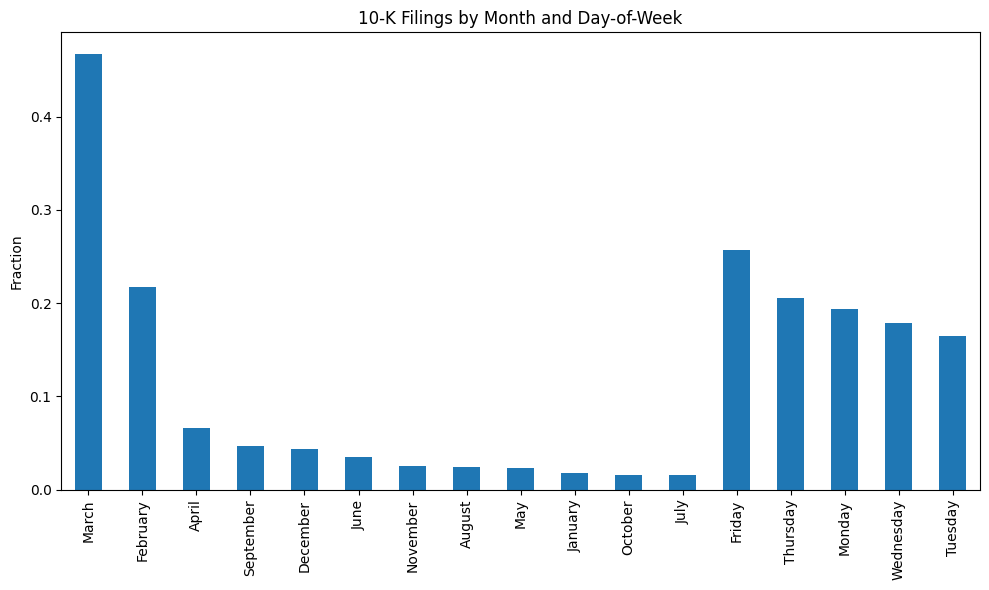 10-K Filings by Month and Day-of-Week
Fraction
0.4
0.3
0.2
0.1
0.0
March
February
April
September
December
June
November
August
May
January
October
July
Friday
Thursday
Monday
Wednesday
Tuesday